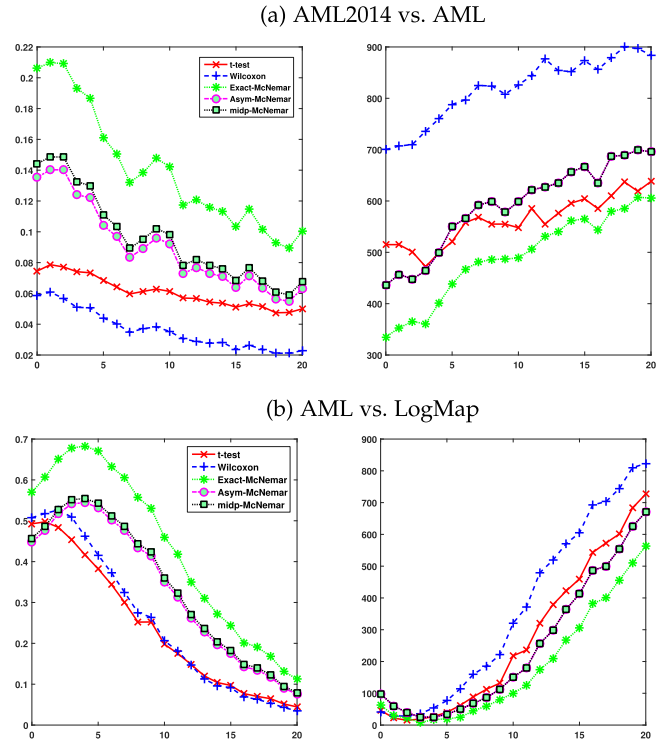 (a) AML2014 vs. AML
0.22
0.2
0.18
0.16
0.14
0.12
0.1
0.08
0.06
0.04
0.02
0 5 10 15 20
t-test
Wilcoxon
Exact-McNemar
Asym-McNemar
midp-McNemar
900
800
700
600
500
400
300
0 5 10 15 20
(b) AML vs. LogMap
0.7
0.6
0.5
0.4
0.3
0.2
0.1
0
0 5 10 15 20
t-test
Wilcoxon
Exact-McNemar
Asym-McNemar
midp-McNemar
900
800
700
600
500
400
300
200
100
0
0 5 10 15 20